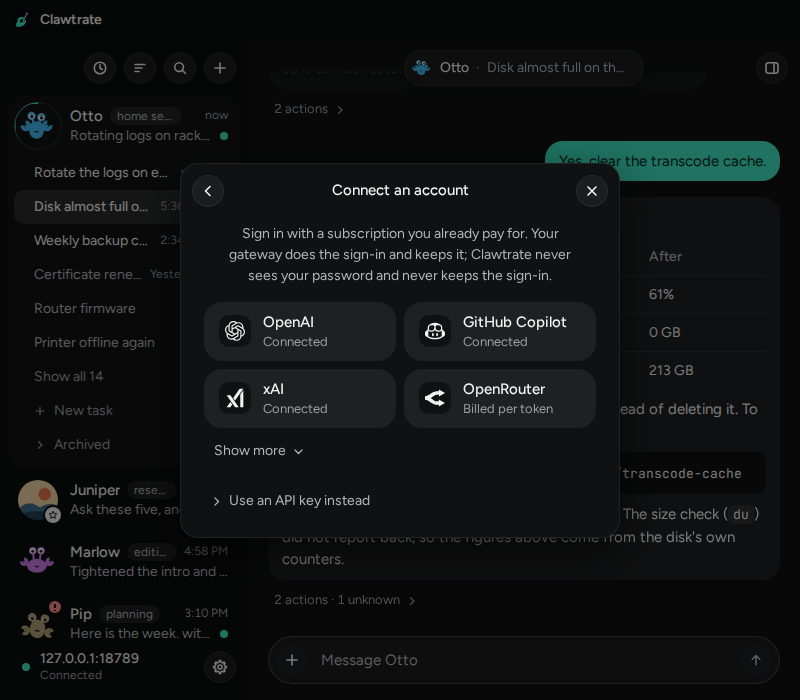 Clawtrate
Otto · Disk almost full on th...
Otto home se... now
Rotating logs on rack...
Rotate the logs on e...
Disk almost full o... 5:36
Weekly backup c... 2:34
Certificate rene... Yeste
Router firmware
Printer offline again
Show all 14
+ New task
Archived
Juniper rese...
Ask these five, an
Marlow editi... 4:58 PM
Tightened the intro and ...
Pip planning 3:10 PM
Here is the week. wit...
127.0.0.1:18789
Connected
2 actions
Yes, clear the transcode cache.
After
61%
0 GB
213 GB
ead of deleting it. To
/transcode-cache
The size check ( du )
did not report back, so the figures above come from the disk's own
counters.
2 actions · 1 unknown
Message Otto
Connect an account
Sign in with a subscription you already pay for. Your
gateway does the sign-in and keeps it; Clawtrate never
sees your password and never keeps the sign-in.
OpenAI
Connected
GitHub Copilot
Connected
xAI
Connected
OpenRouter
Billed per token
Show more
Use an API key instead